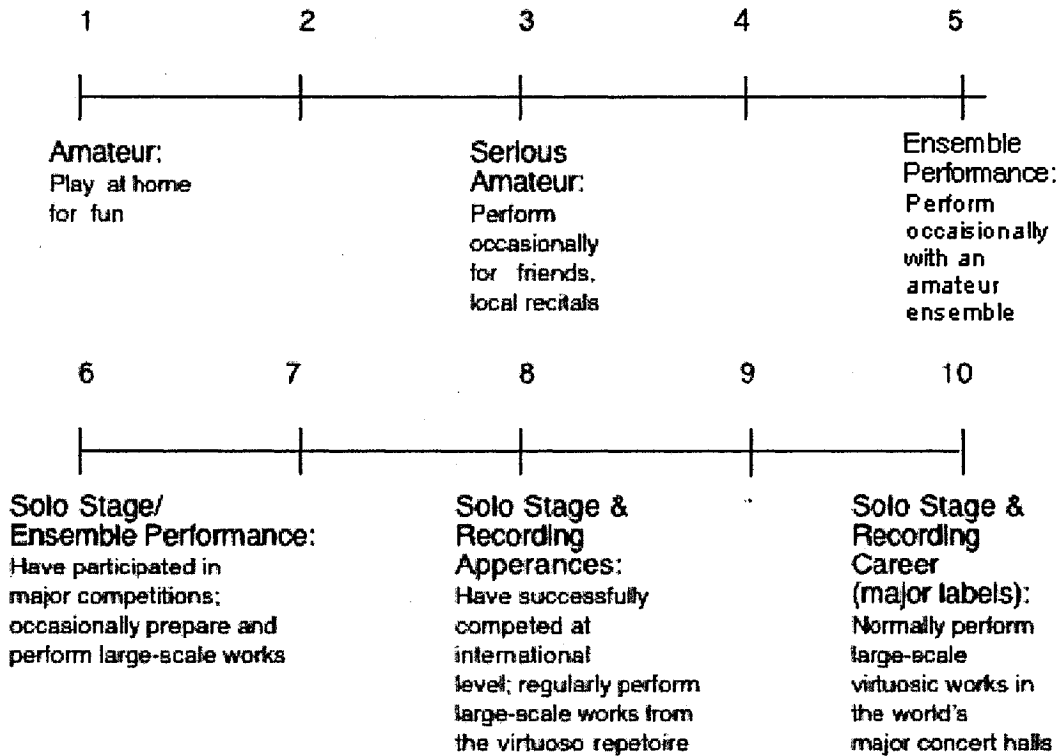 1 2 3 4 5
Amateur:
Play at home
for fun
Serious
Amateur:
Perform
occasionally
for friends,
local recitals
Ensemble
Performance:
Perform
occaisionally
with an
amateur
ensemble
6 7 8 9 10
Solo Stage/
Ensemble Performance:
Have participated in
major competitions;
occasionally prepare and
perform large-scale works
Solo Stage &
Recording
Apperances:
Have successfully
competed at
international
level; regularly perform
large-scale works from
the virtuoso repetoire
Solo Stage &
Recording
Career
(major labels):
Normally perform
large-scale
virtuosic works in
the world's
major concert halls